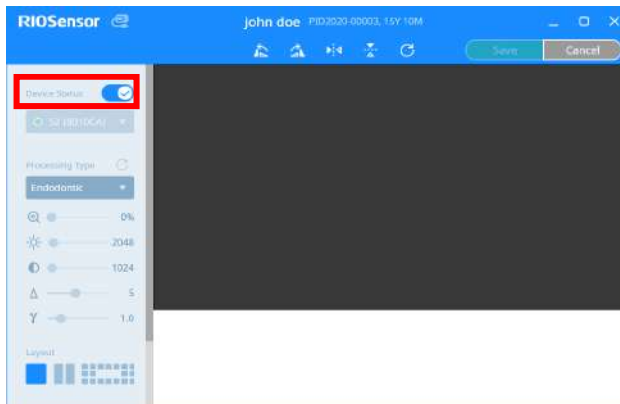 RIOSensor
john doe PID2020-00003, 15Y 10M
Save Cancel
Device Status
Processing Type
Endodontic
0%
2048
1024
5
γ 1.0
Layout